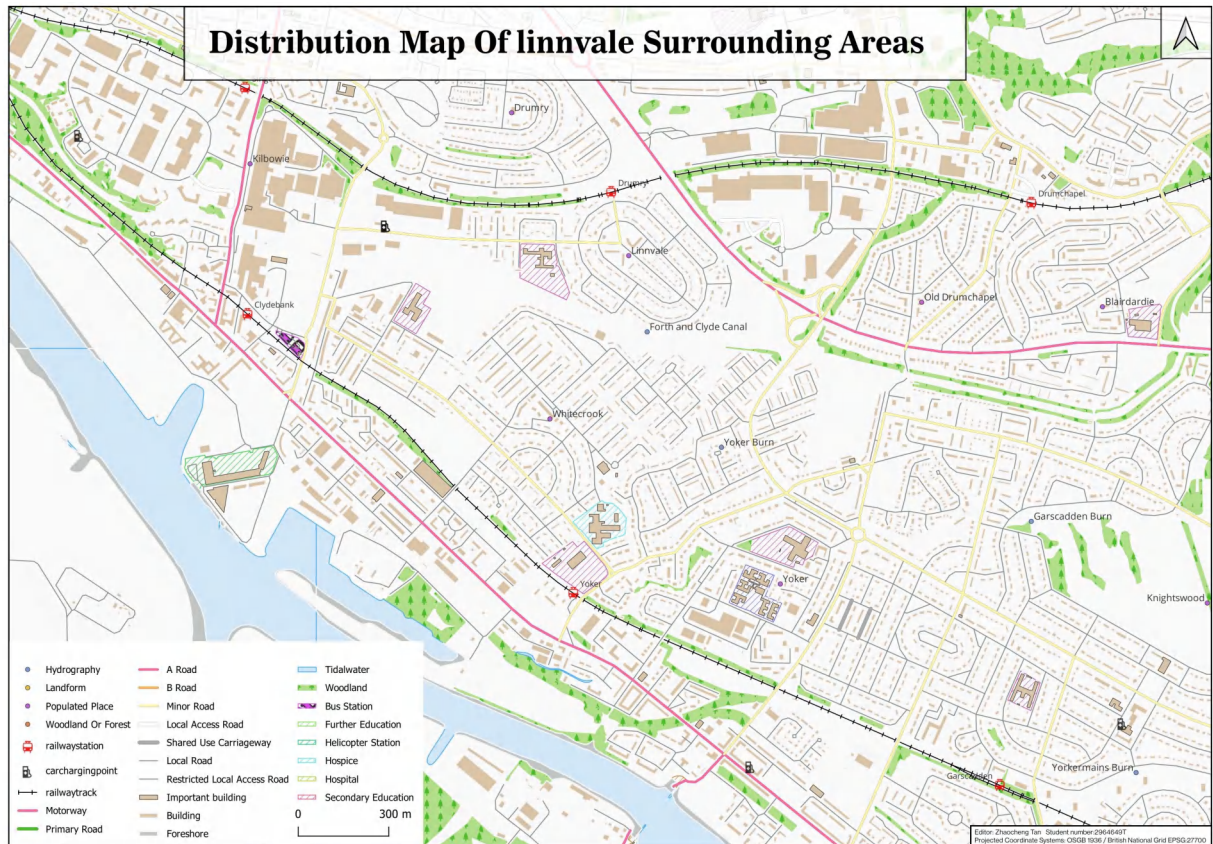 Distribution Map Of linnvale Surrounding Areas
Drumry
Kilbowie
Drumry
Drumchapel
Linnvale
Old Drumchapel
Blairdardie
Clydebank
Forth and Clyde Canal
Whitecrook
Yoker Burn
Garscadden Burn
Yoker
Yoker
Knightswood
Yorkermains Burn
Garscadden
Hydrography
Landform
Populated Place
Woodland Or Forest
railwaystation
carchargingpoint
railwaytrack
Motorway
Primary Road
A Road
B Road
Minor Road
Local Access Road
Shared Use Carriageway
Local Road
Restricted Local Access Road
Important building
Building
Foreshore
Tidalwater
Woodland
Bus Station
Further Education
Helicopter Station
Hospice
Hospital
Secondary Education
0 300 m
Editor: Zhaocheng Tan Student number:2964649T
Projected Coordinate Systems: OSGB 1936 / British National Grid EPSG:27700